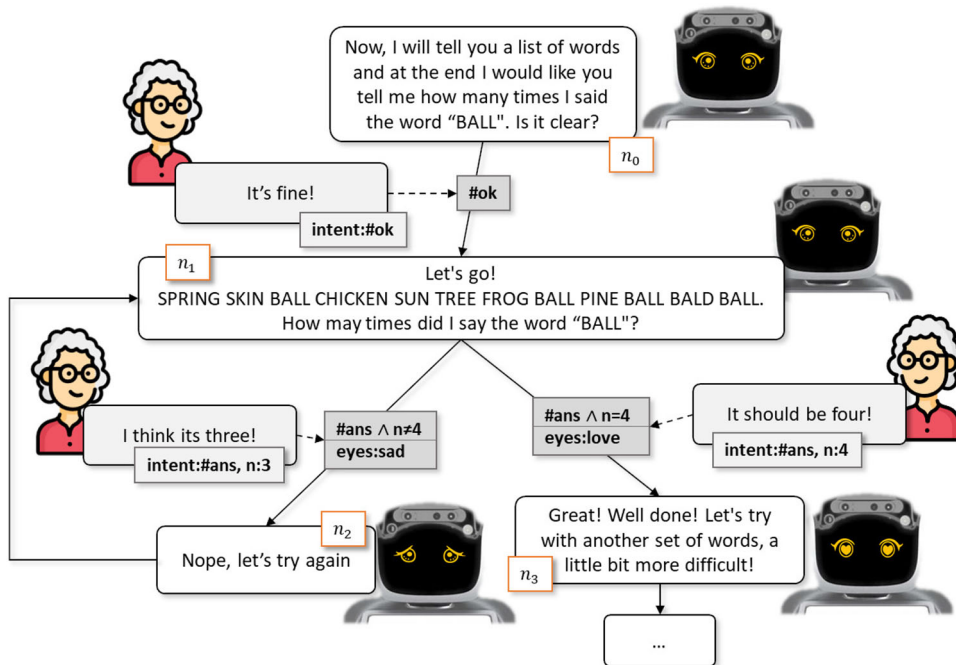 Now, I will tell you a list of words
and at the end I would like you
tell me how many times I said
the word “BALL". Is it clear?
n₀
It’s fine!
#ok
intent:#ok
n₁
Let's go!
SPRING SKIN BALL CHICKEN SUN TREE FROG BALL PINE BALL BALD BALL.
How may times did I say the word “BALL"?
I think its three!
intent:#ans, n:3
#ans ∧ n≠4
eyes:sad
#ans ∧ n=4
eyes:love
It should be four!
intent:#ans, n:4
n₂
Nope, let’s try again
Great! Well done! Let's try
with another set of words, a
little bit more difficult!
n₃
...